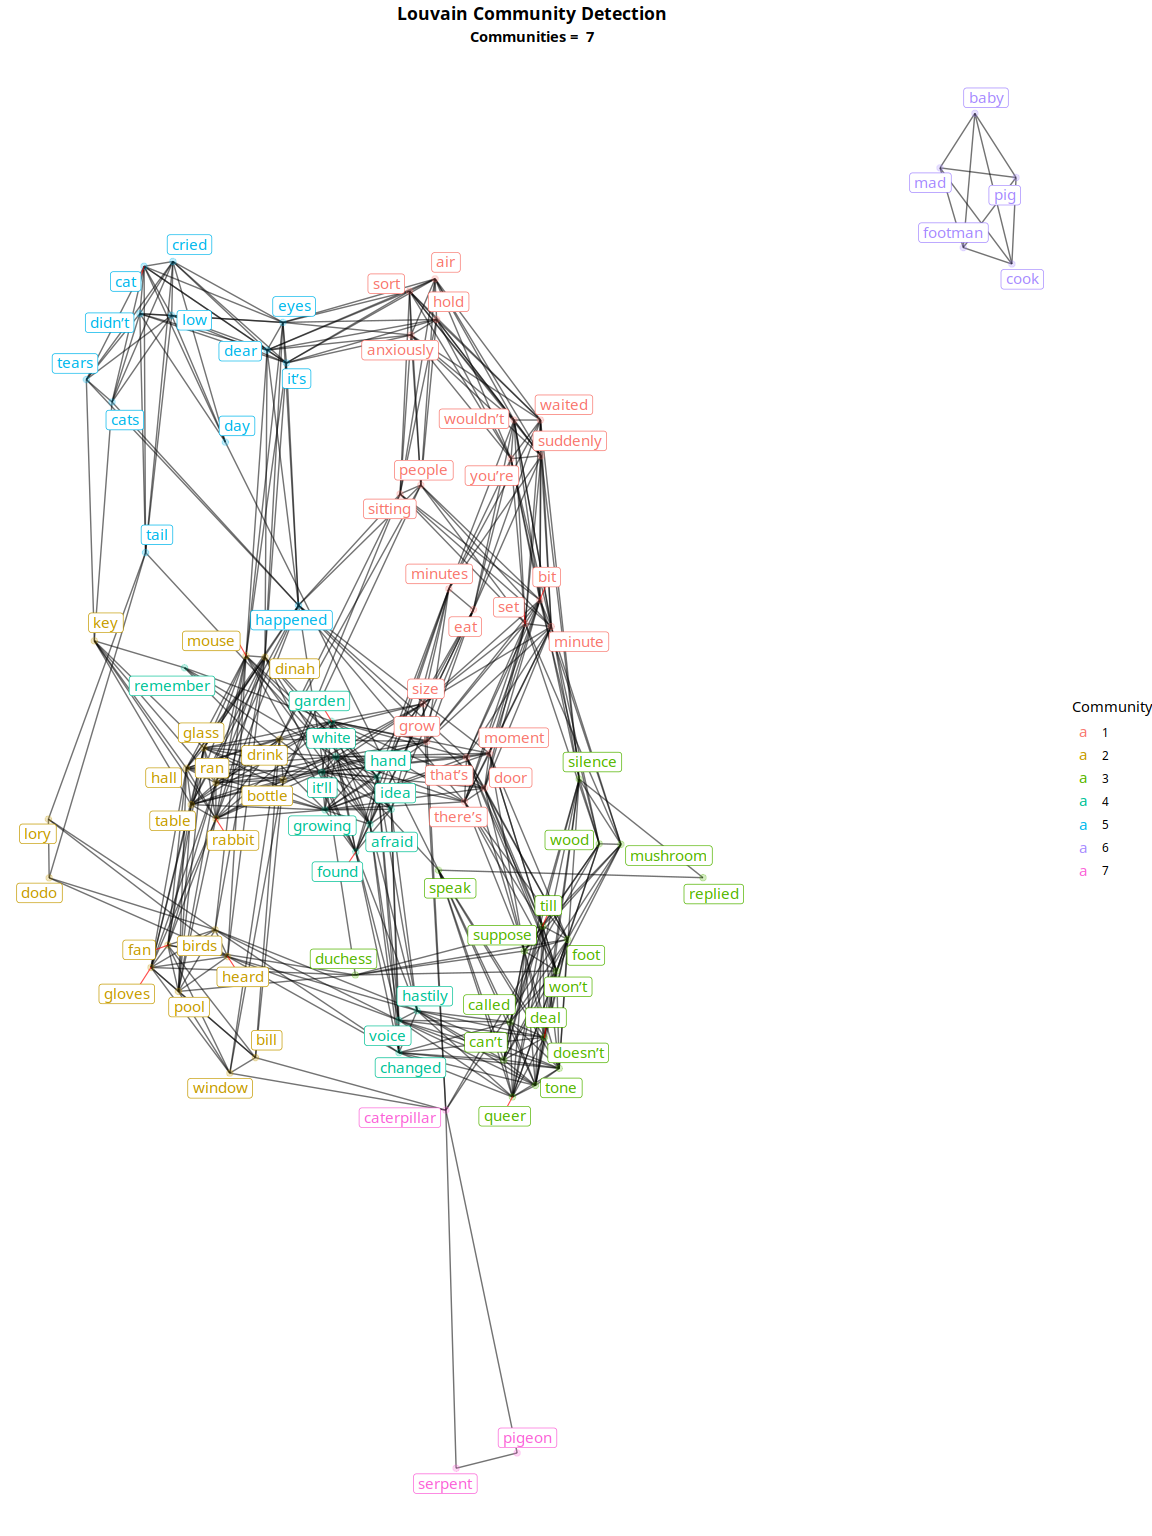 Louvain Community Detection
Communities = 7
baby
mad
pig
footman
cook
cried
cat
air
sort
hold
eyes
didn't
low
dear
anxiously
tears
it's
cats
day
waited
wouldn't
suddenly
people
you're
sitting
tail
minutes
bit
set
eat
minute
happened
key
mouse
dinah
remember
garden
size
glass
white
grow
moment
drink
hand
silence
hall
ran
that's
door
bottle
it'll
idea
there's
table
growing
lory
rabbit
afraid
wood
mushroom
found
dodo
speak
replied
till
suppose
fan
birds
duchess
foot
heard
gloves
hastily
won't
pool
called
deal
bill
voice
can't
doesn't
changed
window
tone
caterpillar
queer
pigeon
serpent
Community
a 1
a 2
a 3
a 4
a 5
a 6
a 7